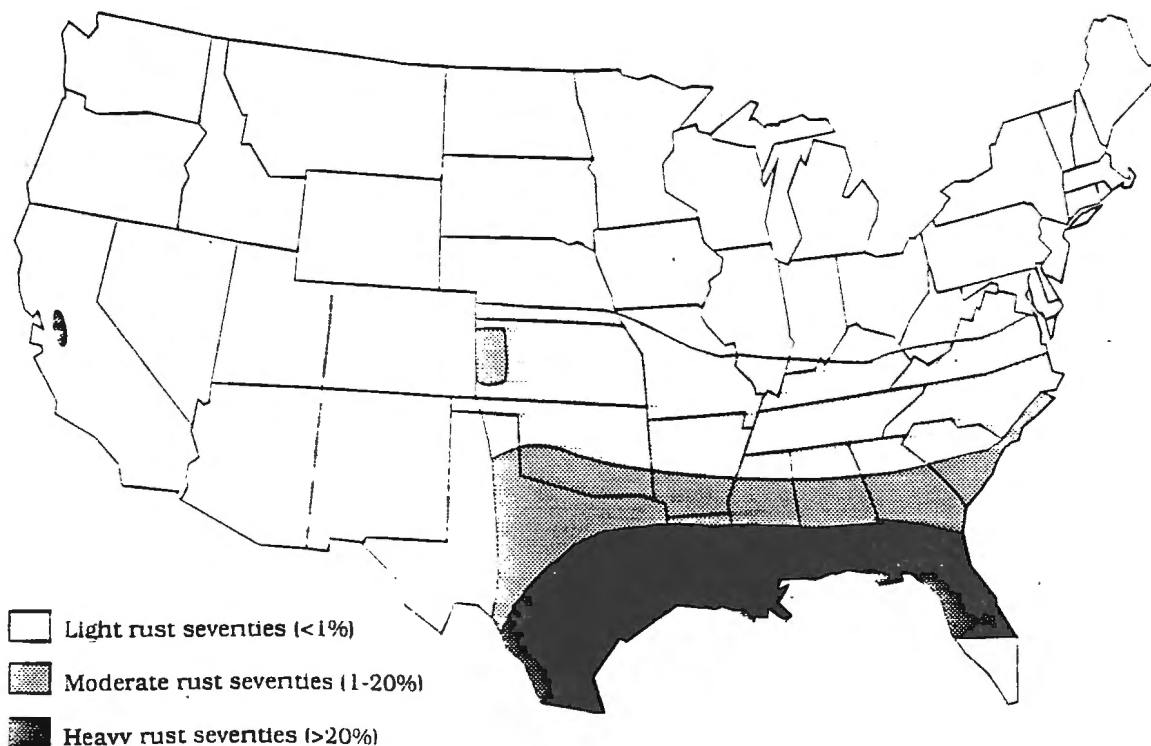 Light rust severities (<1%)
Moderate rust severities (1-20%)
Heavy rust severities (>20%)